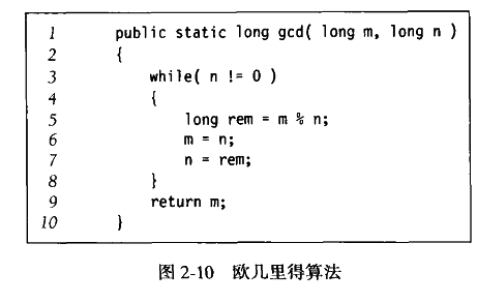 1 public static long gcd( long m, long n )
2 {
3 while( n != 0 )
4 {
5 long rem = m % n;
6 m = n;
7 n = rem;
8 }
9 return m;
10 }
图 2-10 欧几里得算法